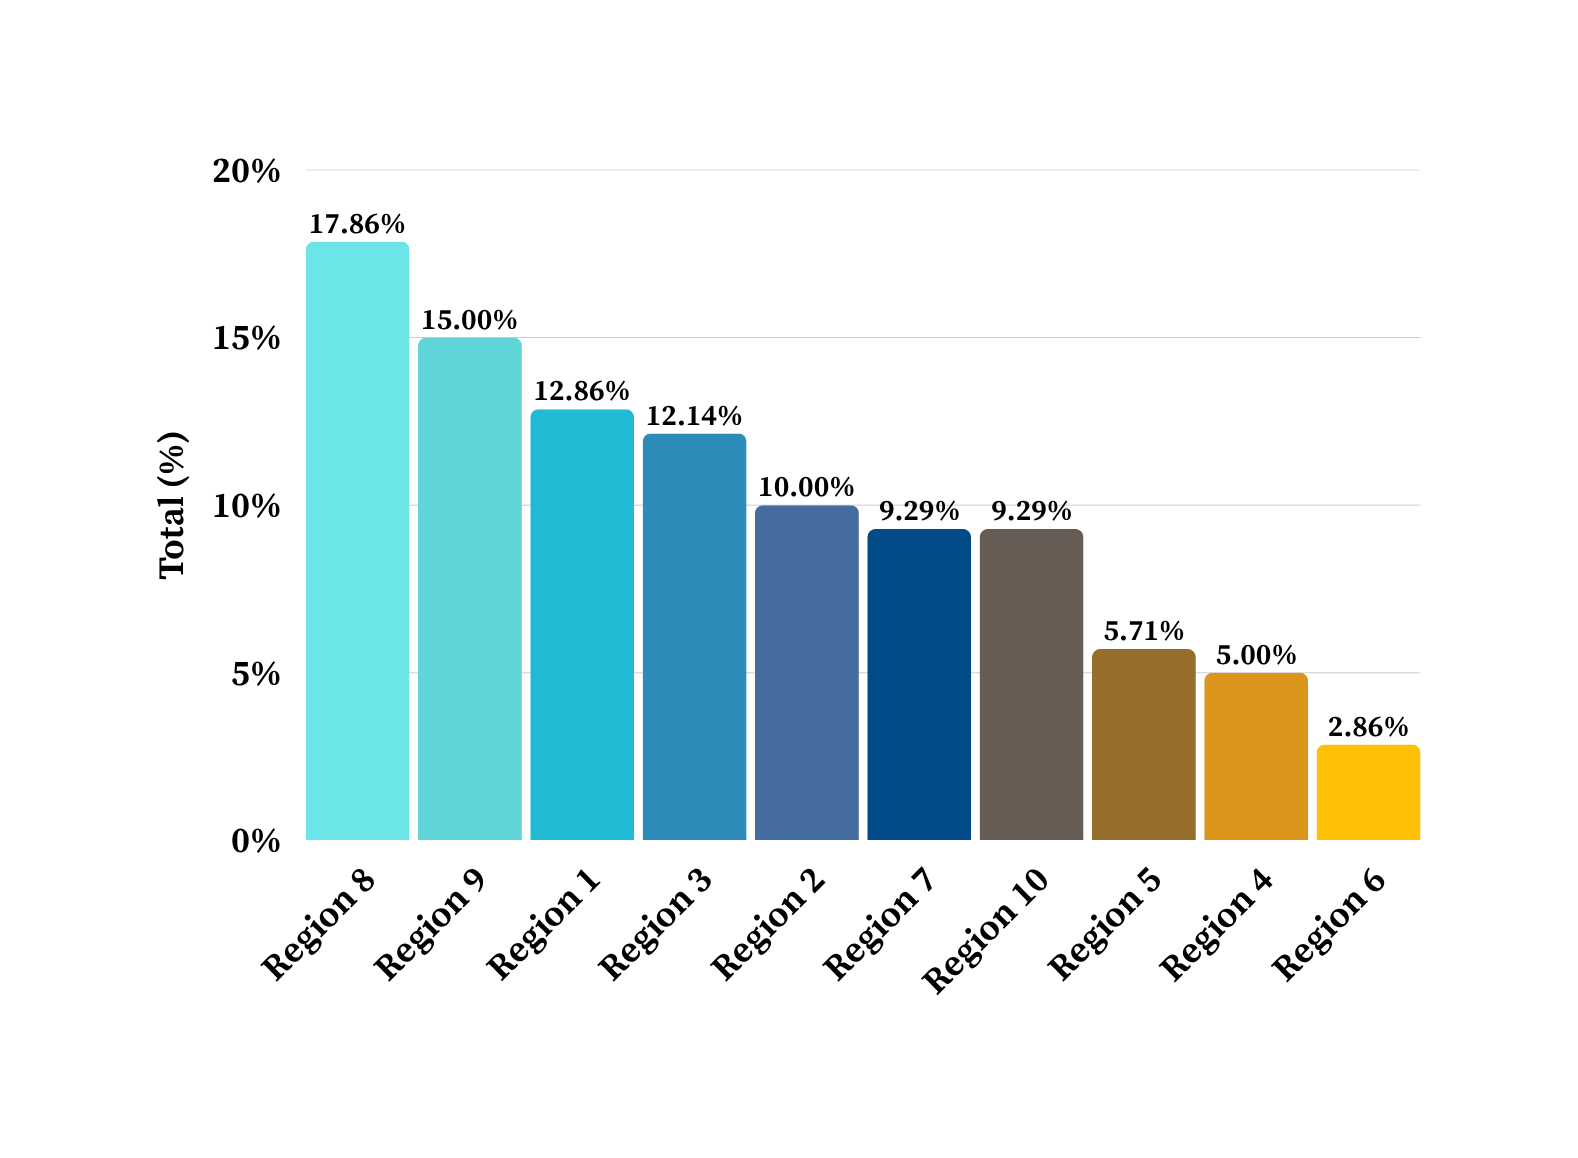 20%
17.86%
15.00%
15%
12.86%
12.14%
10.00%
10%
9.29%
9.29%
Total (%)
5.71%
5.00%
5%
2.86%
0%
Region 8
Region 9
Region 1
Region 3
Region 2
Region 7
Region 10
Region 5
Region 4
Region 6